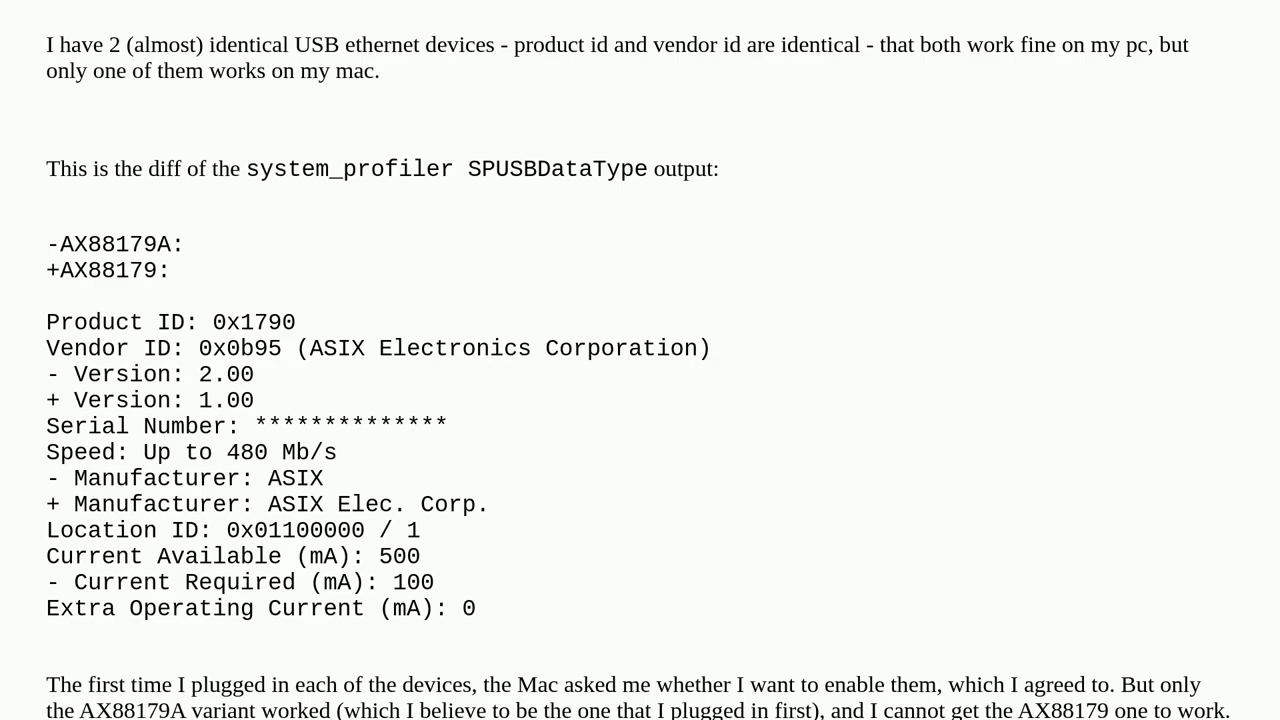 I have 2 (almost) identical USB ethernet devices - product id and vendor id are identical - that both work fine on my pc, but
only one of them works on my mac.
This is the diff of the system_profiler SPUSBDataType output:
-AX88179A:
+AX88179:
Product ID: 0x1790
Vendor ID: 0x0b95 (ASIX Electronics Corporation)
- Version: 2.00
+ Version: 1.00
Serial Number: **************
Speed: Up to 480 Mb/s
- Manufacturer: ASIX
+ Manufacturer: ASIX Elec. Corp.
Location ID: 0x01100000 / 1
Current Available (mA): 500
- Current Required (mA): 100
Extra Operating Current (mA): 0
The first time I plugged in each of the devices, the Mac asked me whether I want to enable them, which I agreed to. But only
the AX88179A variant worked (which I believe to be the one that I plugged in first), and I cannot get the AX88179 one to work.